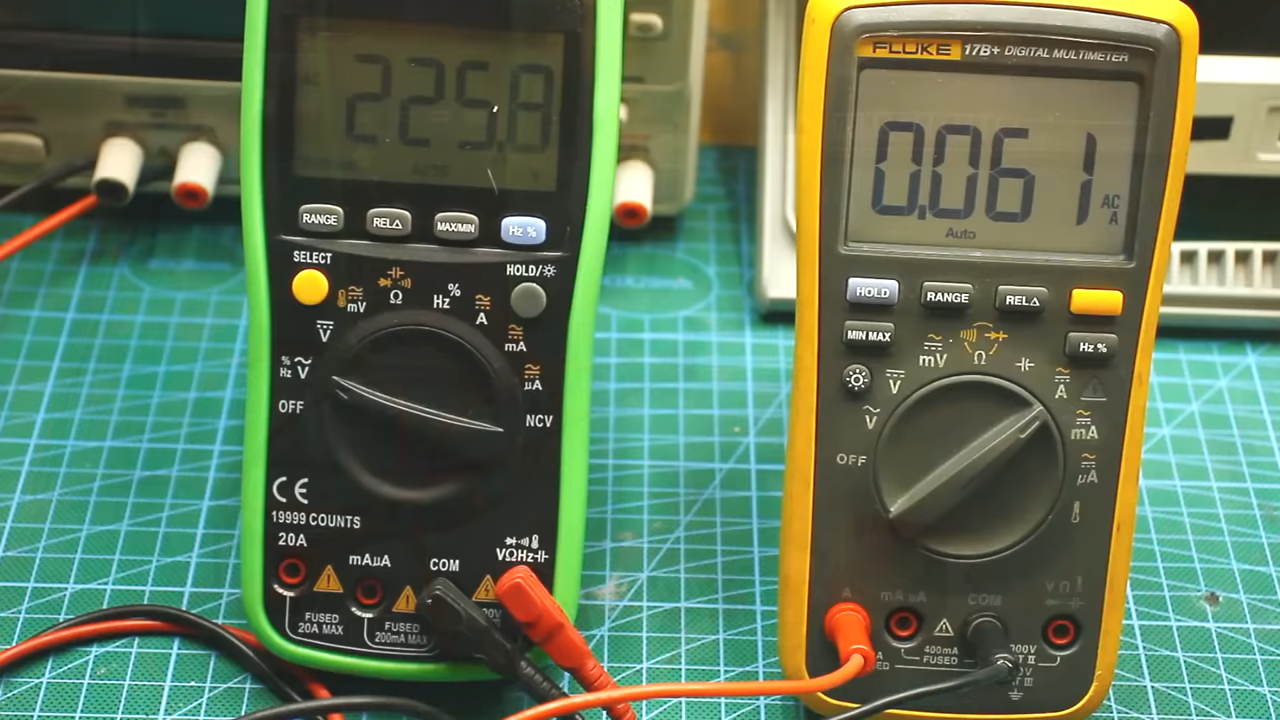 225.8
AUTO
RANGE
REL△
MAX/MIN
Hz %
SELECT
HOLD/☼
mV
Ω
Hz %
A
mA
V
Hz % V
µA
OFF
NCV
CE
19999 COUNTS
20A
mAµA
COM
VΩHz
FUSED
20A MAX
FUSED
200mA MAX
FLUKE 17B+ DIGITAL MULTIMETER
0.061
AC
A
Auto
HOLD
RANGE
REL△
MIN MAX
Hz %
mV
Ω
V
A
V
mA
OFF
µA
A
mA µA
COM
V Ω
400mA
FUSED